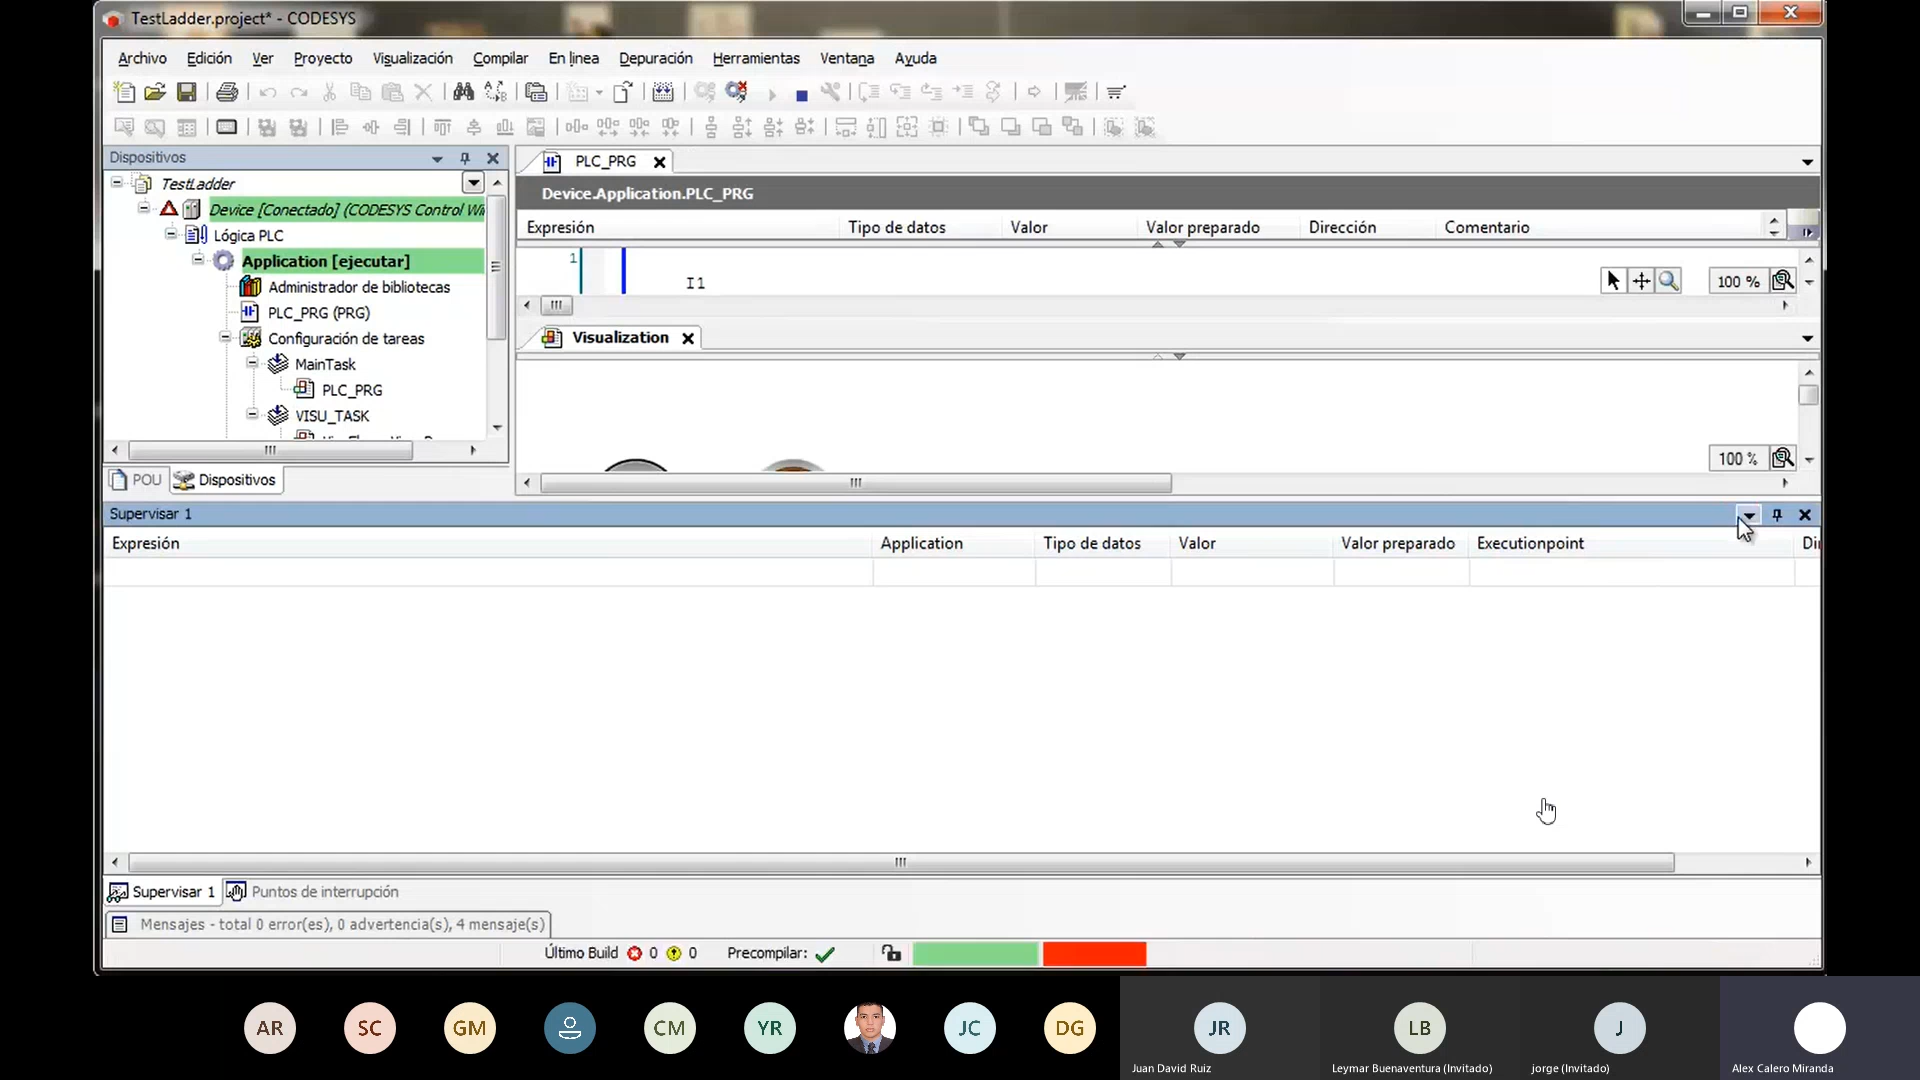 TestLadder.project* - CODESYS
Archivo Edición Ver Proyecto Visualización Compilar En línea Depuración Herramientas Ventana Ayuda
Dispositivos
TestLadder
Device [Conectado] (CODESYS Control Wi
Lógica PLC
Application [ejecutar]
Administrador de bibliotecas
PLC_PRG (PRG)
Configuración de tareas
MainTask
PLC_PRG
VISU_TASK
POU Dispositivos
PLC_PRG
Device.Application.PLC_PRG
Expresión Tipo de datos Valor Valor preparado Dirección Comentario
1
I1
100 %
Visualization
100 %
Supervisar 1
Expresión Application Tipo de datos Valor Valor preparado Executionpoint Di
Supervisar 1 Puntos de interrupción
Mensajes - total 0 error(es), 0 advertencia(s), 4 mensaje(s)
Último Build 0 0 Precompilar:
AR SC GM CM YR JC DG JR LB J
Juan David Ruiz Leymar Buenaventura (Invitado) jorge (Invitado) Alex Calero Miranda